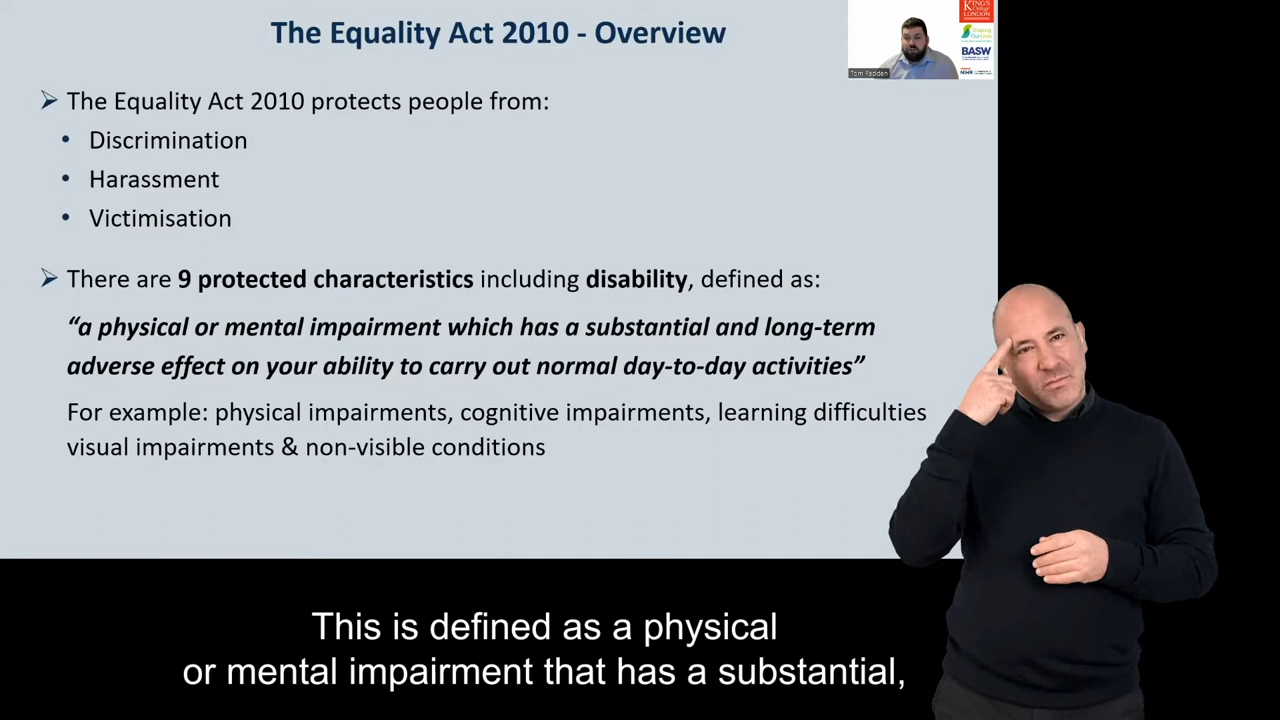 The Equality Act 2010 - Overview
KING'S
College
LONDON
Shaping
Our Lives
BASW
NIHR
Tom Fadden
➢ The Equality Act 2010 protects people from:
• Discrimination
• Harassment
• Victimisation
➢ There are 9 protected characteristics including disability, defined as:
“a physical or mental impairment which has a substantial and long-term
adverse effect on your ability to carry out normal day-to-day activities”
For example: physical impairments, cognitive impairments, learning difficulties
visual impairments & non-visible conditions
This is defined as a physical
or mental impairment that has a substantial,